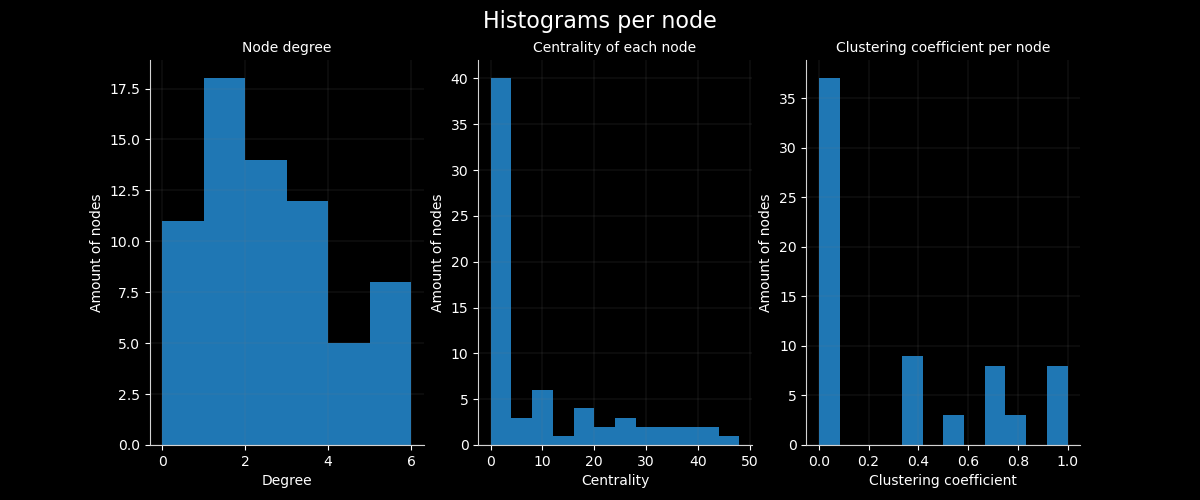 Histograms per node
Node degree
Amount of nodes
17.5
15.0
12.5
10.0
7.5
5.0
2.5
0.0
0 2 4 6
Degree
Centrality of each node
Amount of nodes
40
35
30
25
20
15
10
5
0
0 10 20 30 40 50
Centrality
Clustering coefficient per node
Amount of nodes
35
30
25
20
15
10
5
0
0.0 0.2 0.4 0.6 0.8 1.0
Clustering coefficient